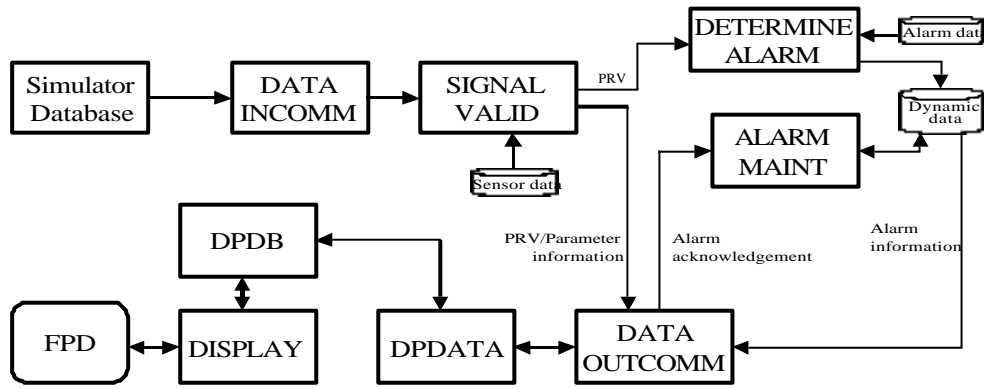 DETERMINE
ALARM
Alarm data
PRV
Simulator
Database
DATA
INCOMM
SIGNAL
VALID
Dynamic
data
ALARM
MAINT
Sensor data
DPDB
PRV/Parameter
information
Alarm
acknowledgement
Alarm
information
FPD
DISPLAY
DPDATA
DATA
OUTCOMM